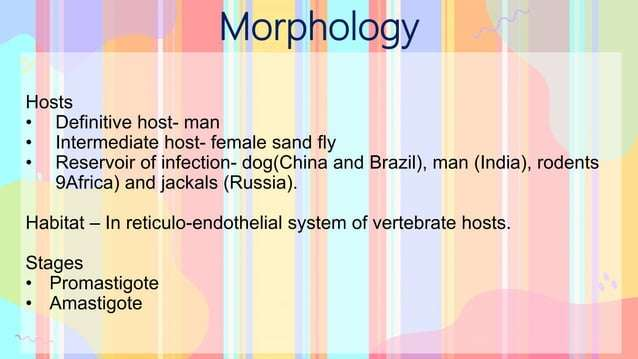 Morphology
Hosts
• Definitive host- man
• Intermediate host- female sand fly
• Reservoir of infection- dog(China and Brazil), man (India), rodents
9Africa) and jackals (Russia).
Habitat – In reticulo-endothelial system of vertebrate hosts.
Stages
• Promastigote
• Amastigote